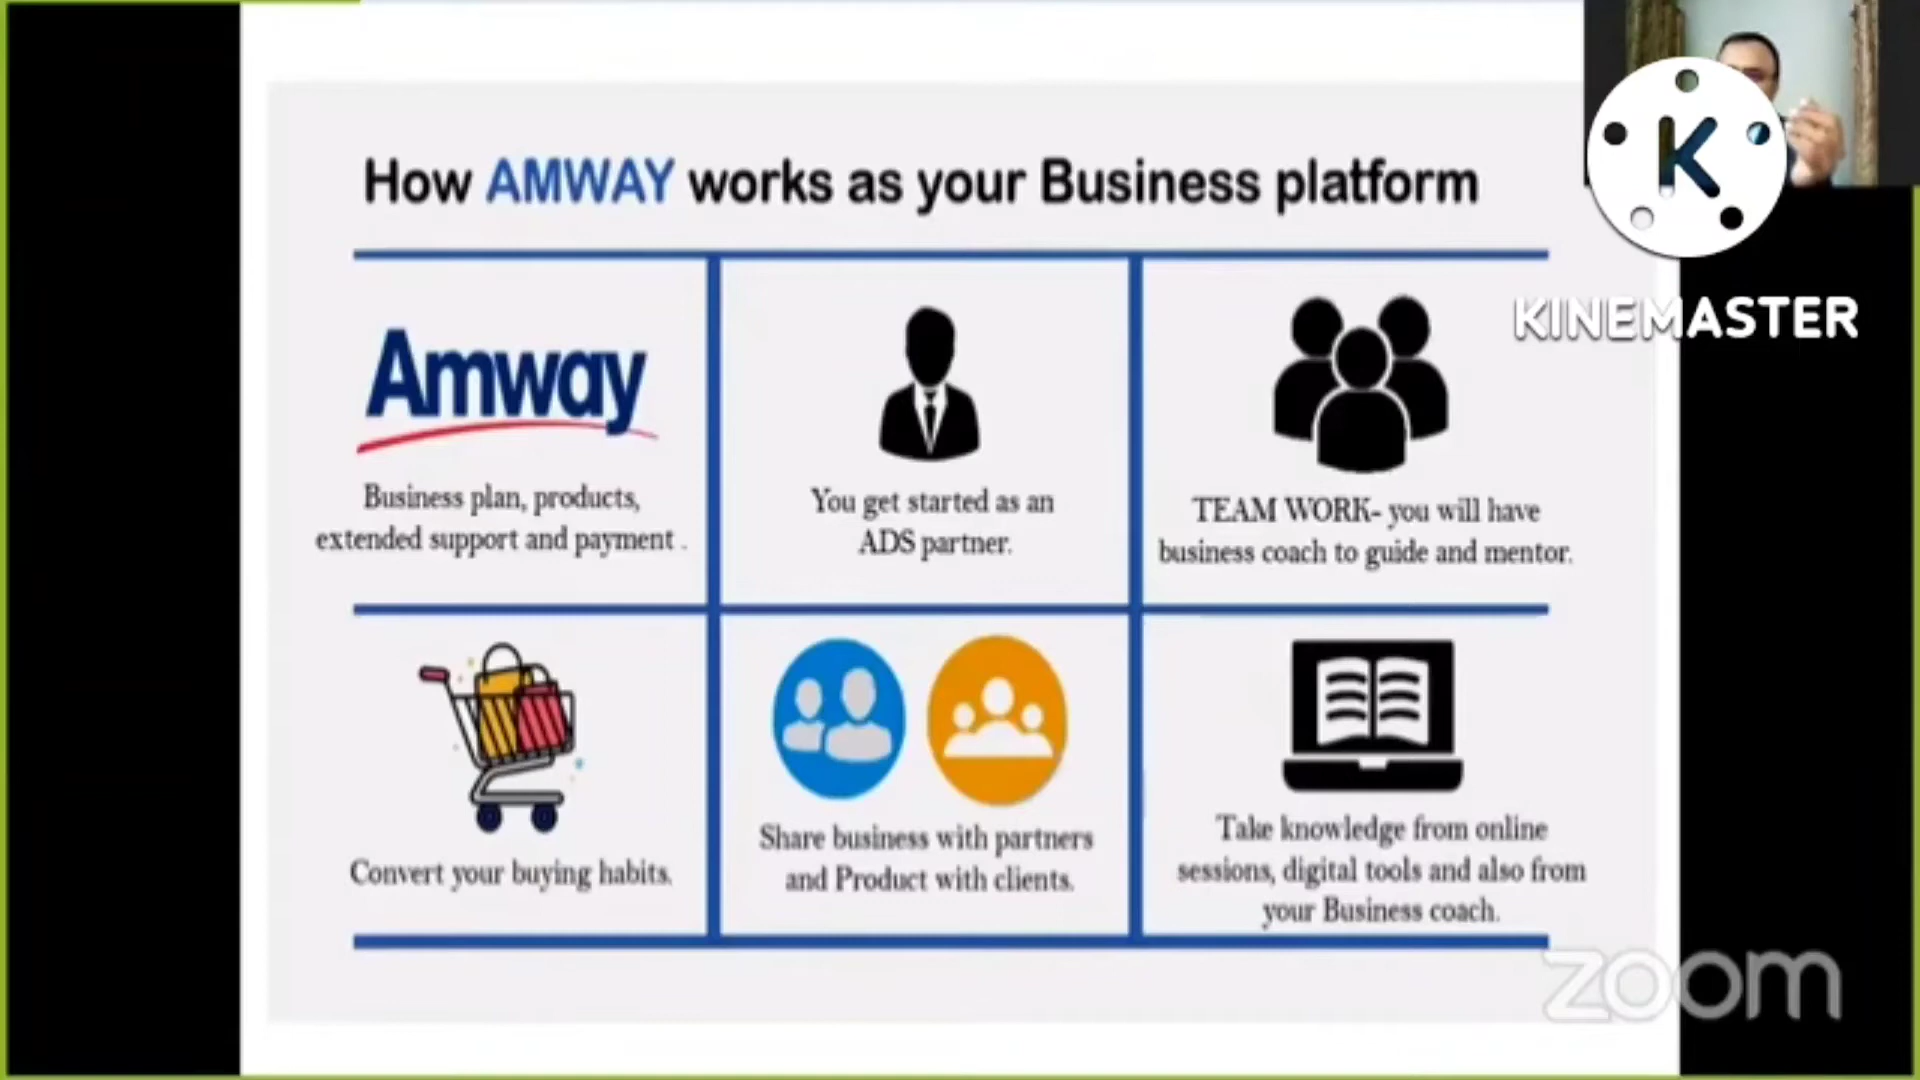 How AMWAY works as your Business platform
K
KINEMASTER
Amway
Business plan, products,
extended support and payment .
You get started as an
ADS partner.
TEAM WORK- you will have
business coach to guide and mentor.
Convert your buying habits.
Share business with partners
and Product with clients.
Take knowledge from online
sessions, digital tools and also from
your Business coach.
zoom